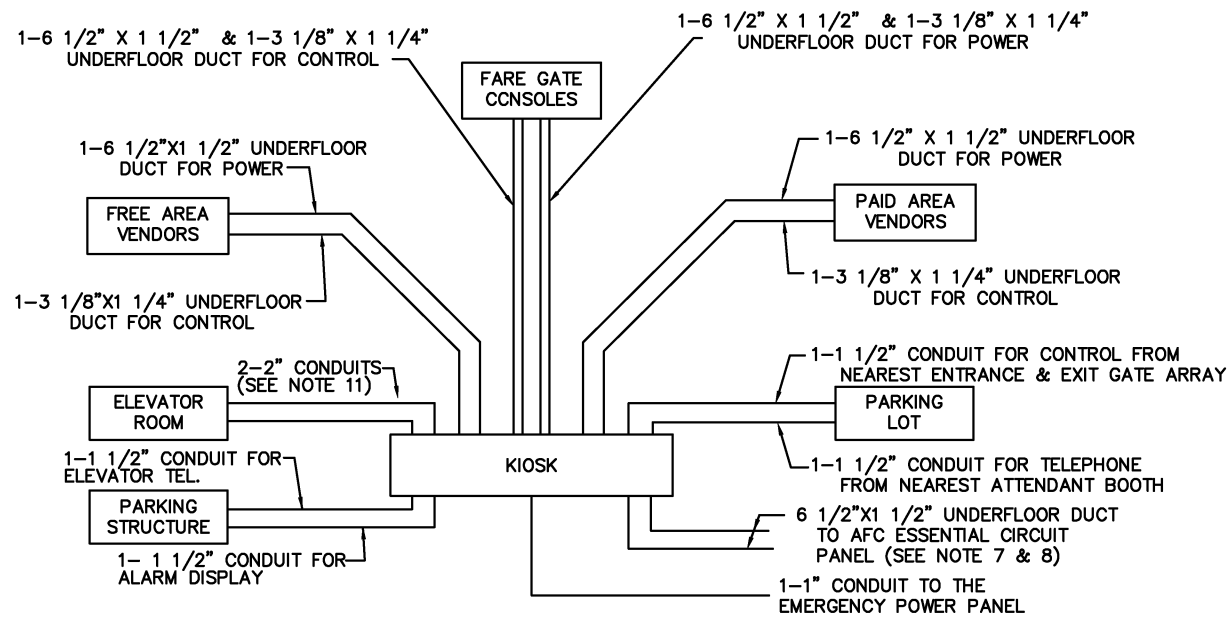 1-6 1/2" X 1 1/2" & 1-3 1/8" X 1 1/4"
UNDERFLOOR DUCT FOR CONTROL
1-6 1/2" X 1 1/2" & 1-3 1/8" X 1 1/4"
UNDERFLOOR DUCT FOR POWER
FARE GATE
CCNSOLES
1-6 1/2"X1 1/2" UNDERFLOOR
DUCT FOR POWER
1-6 1/2" X 1 1/2" UNDERFLOOR
DUCT FOR POWER
FREE AREA
VENDORS
PAID AREA
VENDORS
1-3 1/8"X1 1/4" UNDERFLOOR
DUCT FOR CONTROL
1-3 1/8" X 1 1/4" UNDERFLOOR
DUCT FOR CONTROL
2-2" CONDUITS
(SEE NOTE 11)
1-1 1/2" CONDUIT FOR CONTROL FROM
NEAREST ENTRANCE & EXIT GATE ARRAY
ELEVATOR
ROOM
PARKING
LOT
KIOSK
1-1 1/2" CONDUIT FOR
ELEVATOR TEL.
1-1 1/2" CONDUIT FOR TELEPHONE
FROM NEAREST ATTENDANT BOOTH
PARKING
STRUCTURE
6 1/2"X1 1/2" UNDERFLOOR DUCT
TO AFC ESSENTIAL CIRCUIT
PANEL (SEE NOTE 7 & 8)
1- 1 1/2" CONDUIT FOR
ALARM DISPLAY
1-1" CONDUIT TO THE
EMERGENCY POWER PANEL